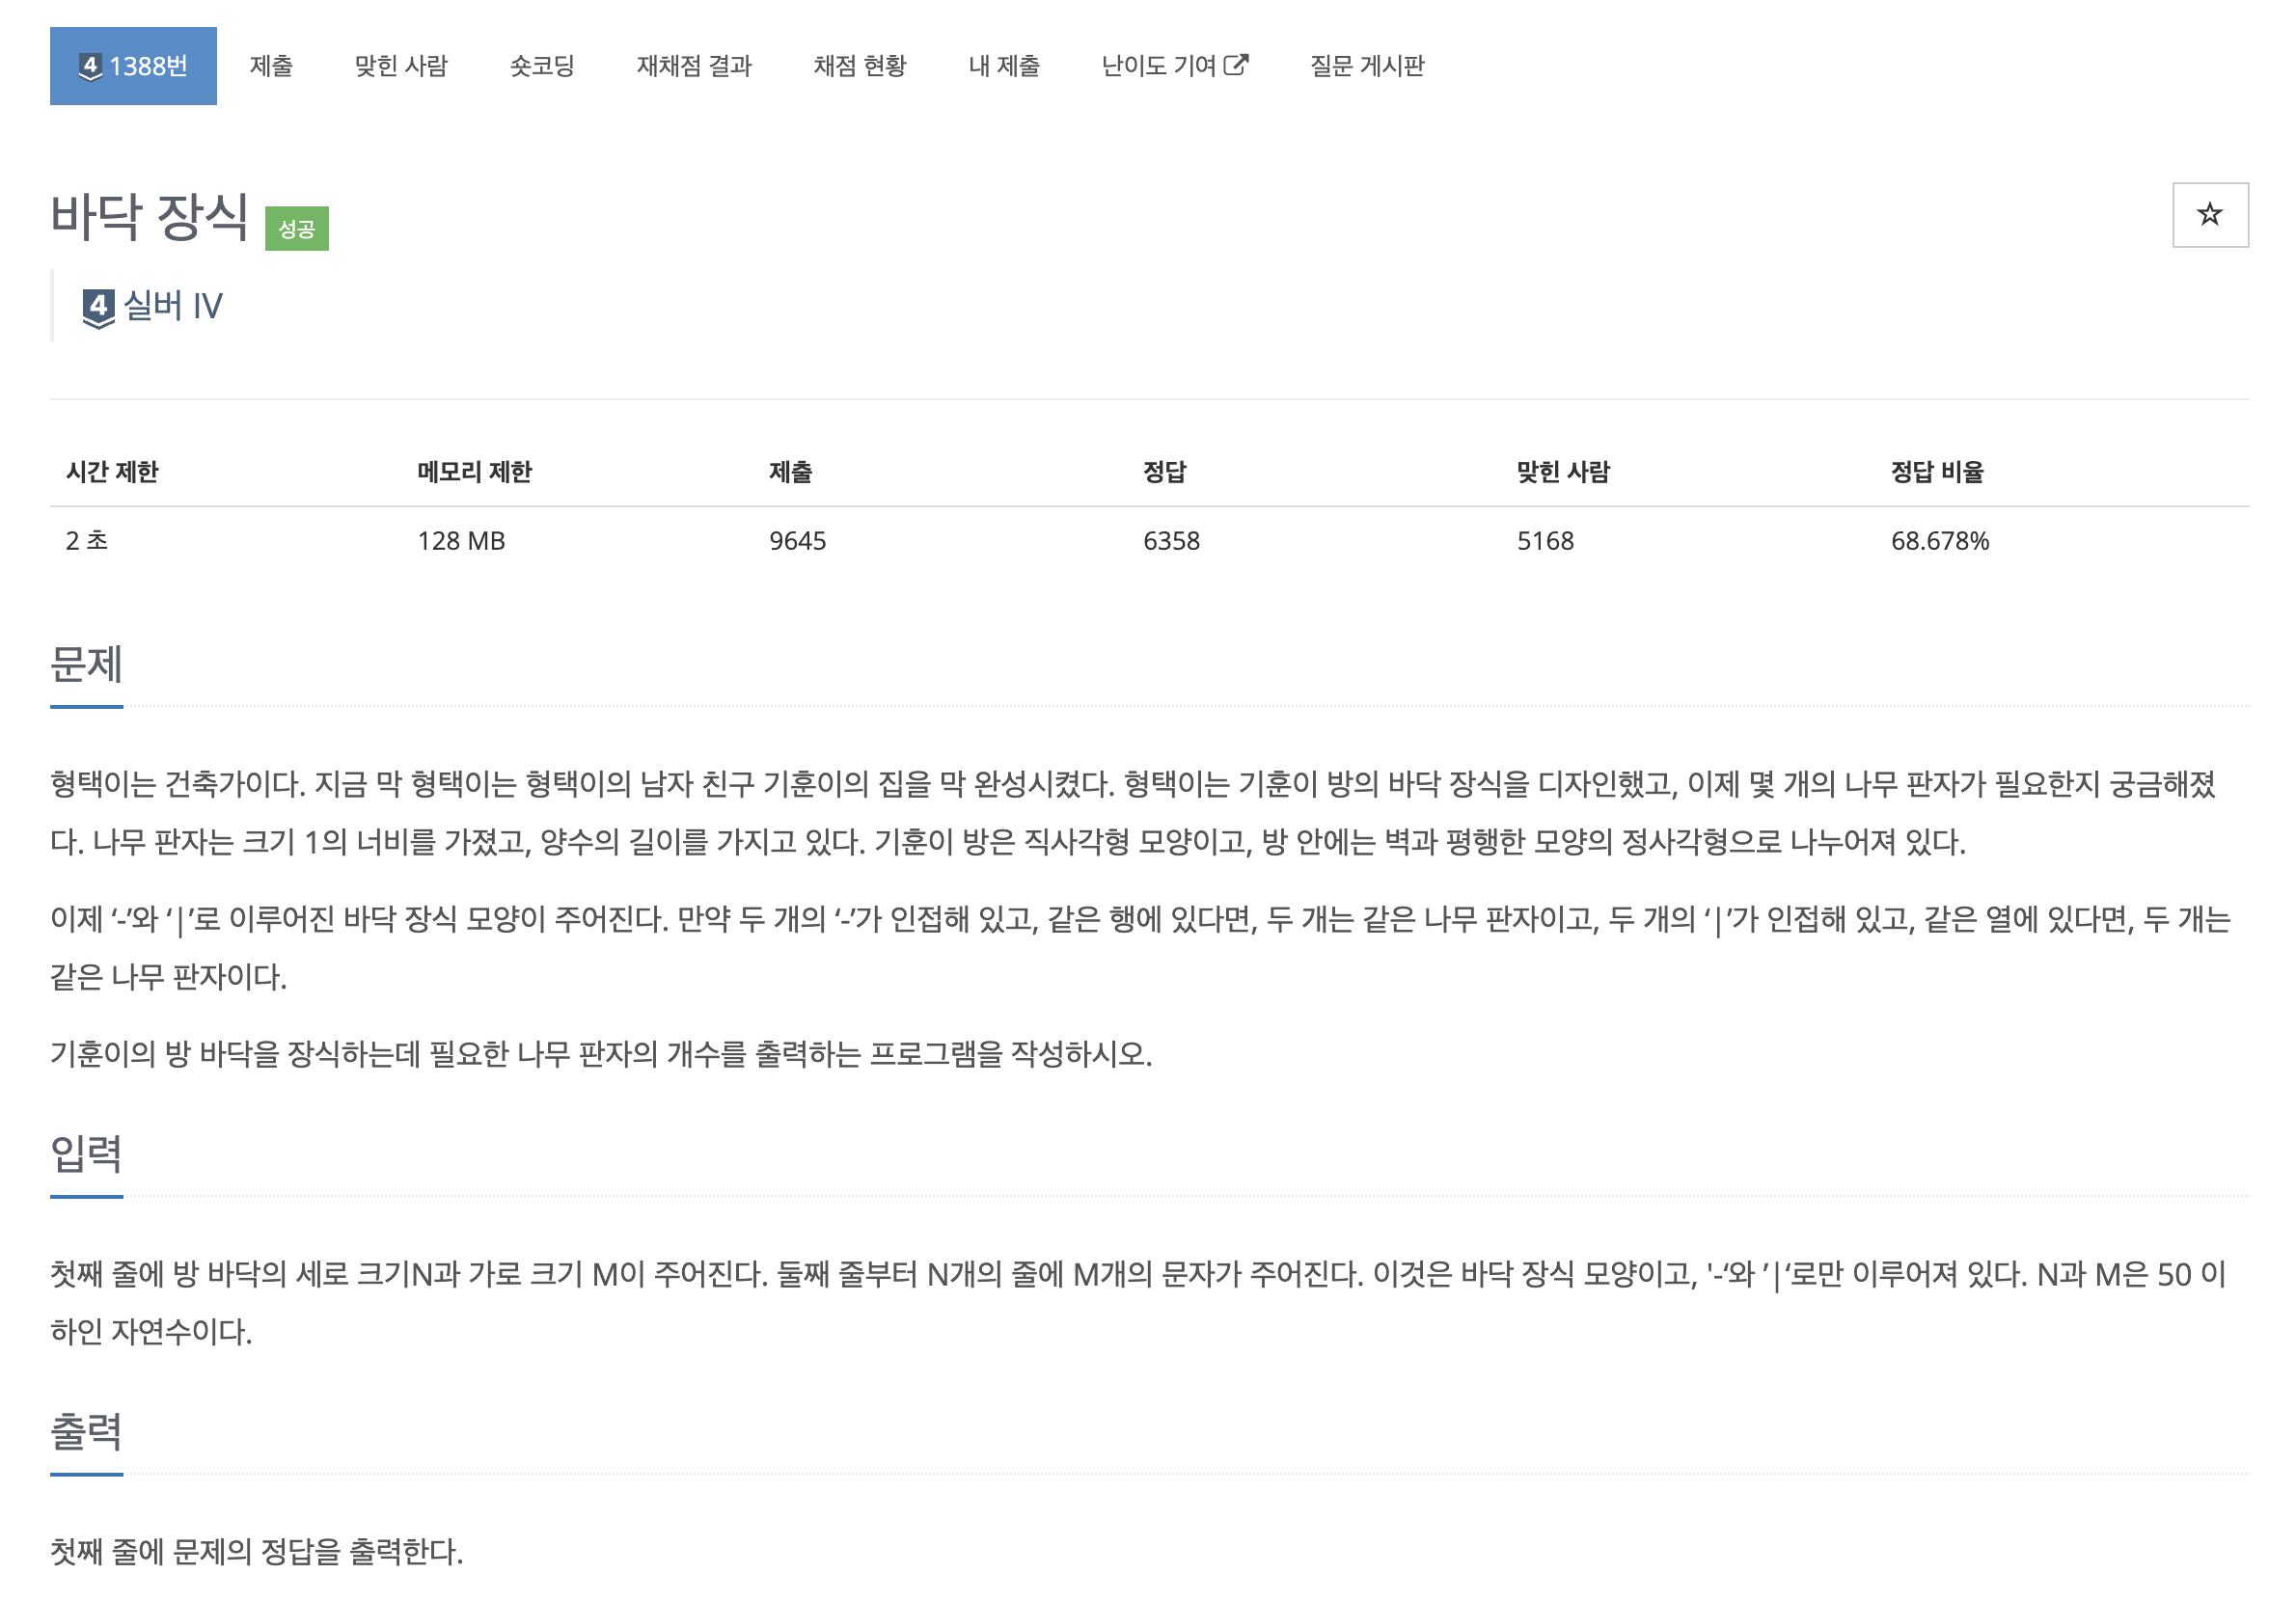 4 1388번 제출 맞힌 사람 숏코딩 재채점 결과 채점 현황 내 제출 난이도 기여 질문 게시판
바닥 장식 성공
4 실버 IV
시간 제한 메모리 제한 제출 정답 맞힌 사람 정답 비율
2 초 128 MB 9645 6358 5168 68.678%
문제
형택이는 건축가이다. 지금 막 형택이는 형택이의 남자 친구 기훈이의 집을 막 완성시켰다. 형택이는 기훈이 방의 바닥 장식을 디자인했고, 이제 몇 개의 나무 판자가 필요한지 궁금해졌
다. 나무 판자는 크기 1의 너비를 가졌고, 양수의 길이를 가지고 있다. 기훈이 방은 직사각형 모양이고, 방 안에는 벽과 평행한 모양의 정사각형으로 나누어져 있다.
이제 ‘-’와 ‘|’로 이루어진 바닥 장식 모양이 주어진다. 만약 두 개의 ‘-’가 인접해 있고, 같은 행에 있다면, 두 개는 같은 나무 판자이고, 두 개의 ‘|’가 인접해 있고, 같은 열에 있다면, 두 개는
같은 나무 판자이다.
기훈이의 방 바닥을 장식하는데 필요한 나무 판자의 개수를 출력하는 프로그램을 작성하시오.
입력
첫째 줄에 방 바닥의 세로 크기N과 가로 크기 M이 주어진다. 둘째 줄부터 N개의 줄에 M개의 문자가 주어진다. 이것은 바닥 장식 모양이고, '-‘와 ’|‘로만 이루어져 있다. N과 M은 50 이
하인 자연수이다.
출력
첫째 줄에 문제의 정답을 출력한다.